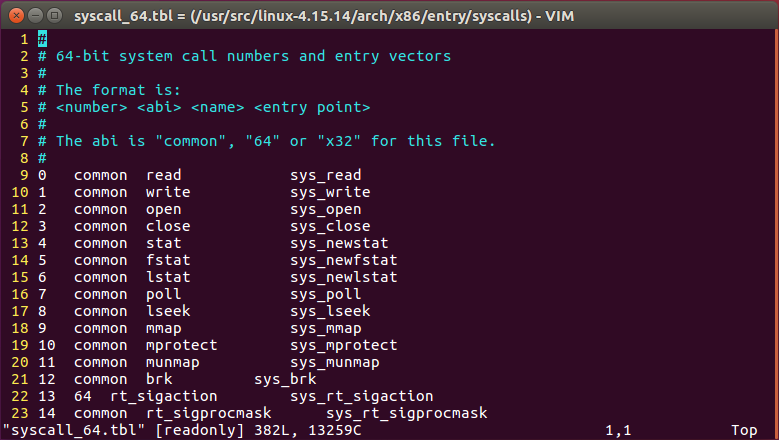 syscall_64.tbl = (/usr/src/linux-4.15.14/arch/x86/entry/syscalls) - VIM
1 #
2 # 64-bit system call numbers and entry vectors
3 #
4 # The format is:
5 # <number> <abi> <name> <entry point>
6 #
7 # The abi is "common", "64" or "x32" for this file.
8 #
9 0 common read sys_read
10 1 common write sys_write
11 2 common open sys_open
12 3 common close sys_close
13 4 common stat sys_newstat
14 5 common fstat sys_newfstat
15 6 common lstat sys_newlstat
16 7 common poll sys_poll
17 8 common lseek sys_lseek
18 9 common mmap sys_mmap
19 10 common mprotect sys_mprotect
20 11 common munmap sys_munmap
21 12 common brk sys_brk
22 13 64 rt_sigaction sys_rt_sigaction
23 14 common rt_sigprocmask sys_rt_sigprocmask
"syscall_64.tbl" [readonly] 382L, 13259C 1,1 Top